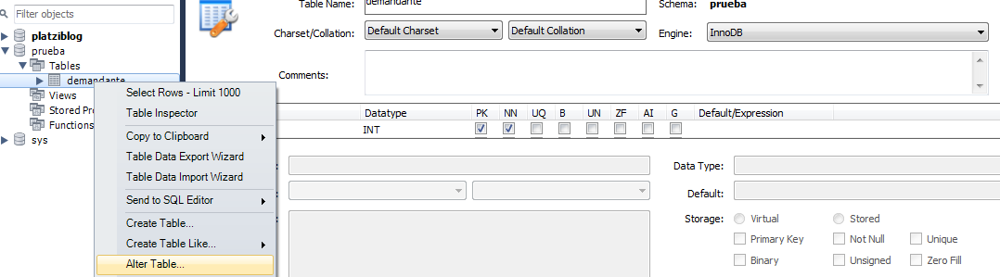 Filter objects
platziblog
prueba
Tables
demandante
Views
Stored Pr
Functions
sys
Select Rows - Limit 1000
Table Inspector
Copy to Clipboard
Table Data Export Wizard
Table Data Import Wizard
Send to SQL Editor
Create Table...
Create Table Like...
Alter Table...
Table Name: demandante Schema: prueba
Charset/Collation: Default Charset Default Collation Engine: InnoDB
Comments:
Datatype PK NN UQ B UN ZF AI G Default/Expression
INT
Data Type:
Default:
Storage: Virtual Stored
Primary Key Not Null Unique
Binary Unsigned Zero Fill